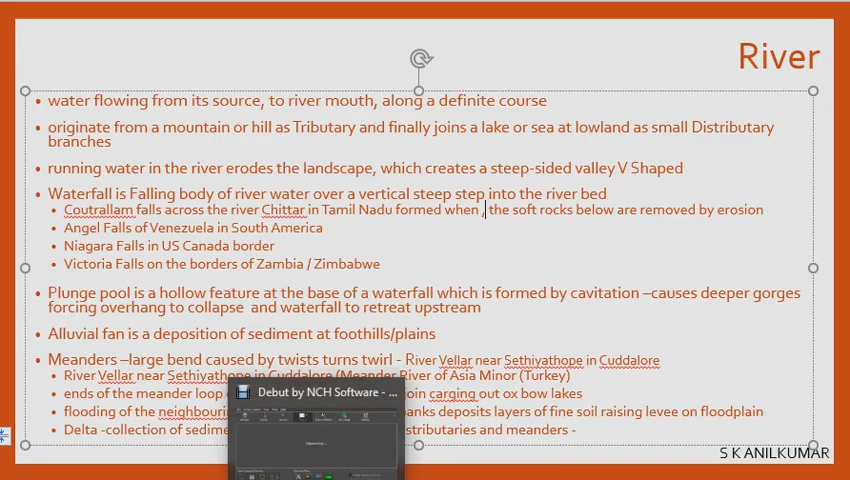 River
• water flowing from its source, to river mouth, along a definite course
• originate from a mountain or hill as Tributary and finally joins a lake or sea at lowland as small Distributary
branches
• running water in the river erodes the landscape, which creates a steep-sided valley V Shaped
• Waterfall is Falling body of river water over a vertical steep step into the river bed
• Coutrallam falls across the river Chittar in Tamil Nadu formed when , the soft rocks below are removed by erosion
• Angel Falls of Venezuela in South America
• Niagara Falls in US Canada border
• Victoria Falls on the borders of Zambia / Zimbabwe
• Plunge pool is a hollow feature at the base of a waterfall which is formed by cavitation –causes deeper gorges
forcing overhang to collapse and waterfall to retreat upstream
• Alluvial fan is a deposition of sediment at foothills/plains
• Meanders –large bend caused by twists turns twirl - River Vellar near Sethiyathope in Cuddalore
• River Vellar near Sethiyathope in Cuddalore (Meander River of Asia Minor (Turkey)
• ends of the meander loop join carging out ox bow lakes
• flooding of the neighbouri banks deposits layers of fine soil raising levee on floodplain
• Delta -collection of sedime distributaries and meanders -
Debut by NCH Software - ...
S K ANILKUMAR